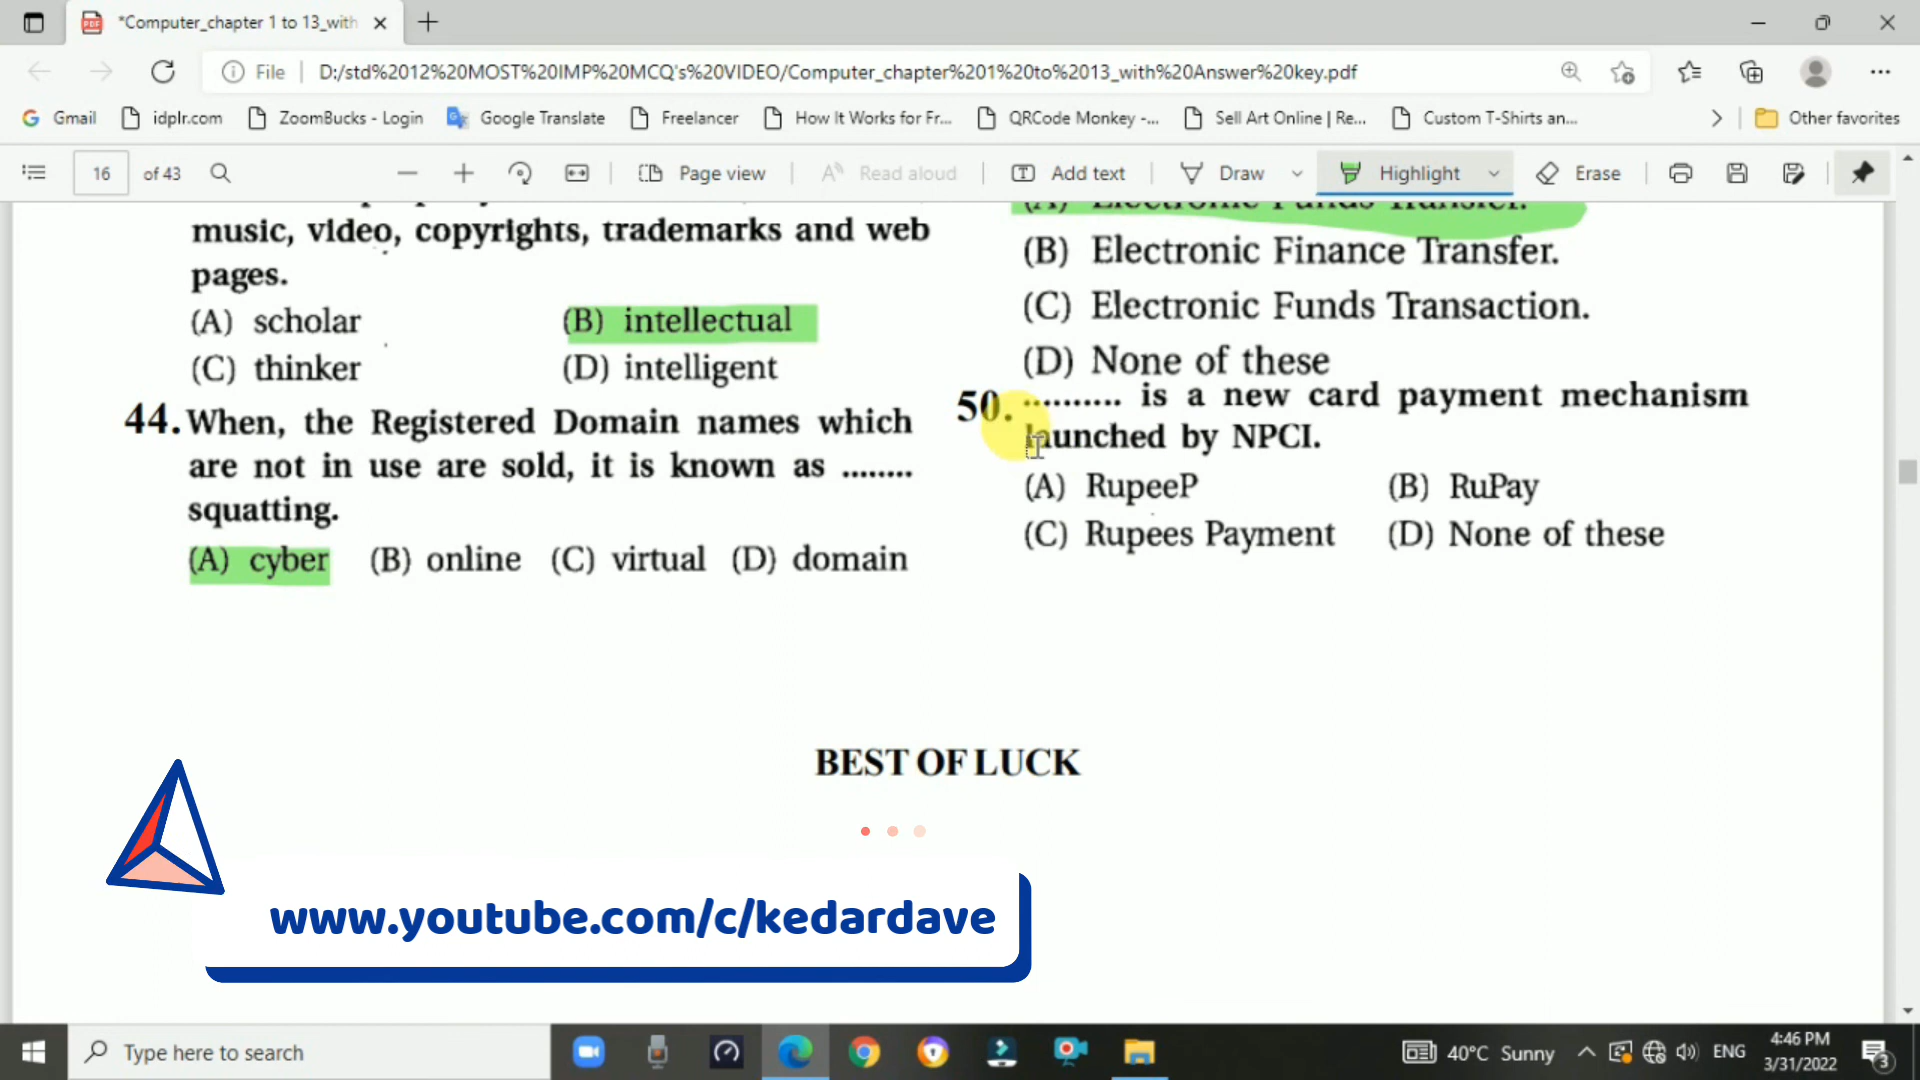 *Computer_chapter 1 to 13_with
File
D:/std%2012%20MOST%20IMP%20MCQ's%20VIDEO/Computer_chapter%201%20to%2013_with%20Answer%20key.pdf
Gmail
idplr.com
ZoomBucks - Login
Google Translate
Freelancer
How It Works for Fr...
QRCode Monkey -...
Sell Art Online | Re...
Custom T-Shirts an...
Other favorites
16 of 43
Page view
Read aloud
Add text
Draw
Highlight
Erase
music, video, copyrights, trademarks and web
pages.
(A) scholar (B) intellectual
(C) thinker (D) intelligent
44. When, the Registered Domain names which
are not in use are sold, it is known as ........
squatting.
(A) cyber (B) online (C) virtual (D) domain
(A) Electronic Funds Transfer.
(B) Electronic Finance Transfer.
(C) Electronic Funds Transaction.
(D) None of these
50. .......... is a new card payment mechanism
launched by NPCI.
(A) RupeeP (B) RuPay
(C) Rupees Payment (D) None of these
BEST OF LUCK
www.youtube.com/c/kedardave
Type here to search
40°C Sunny
ENG
4:46 PM
3/31/2022
3